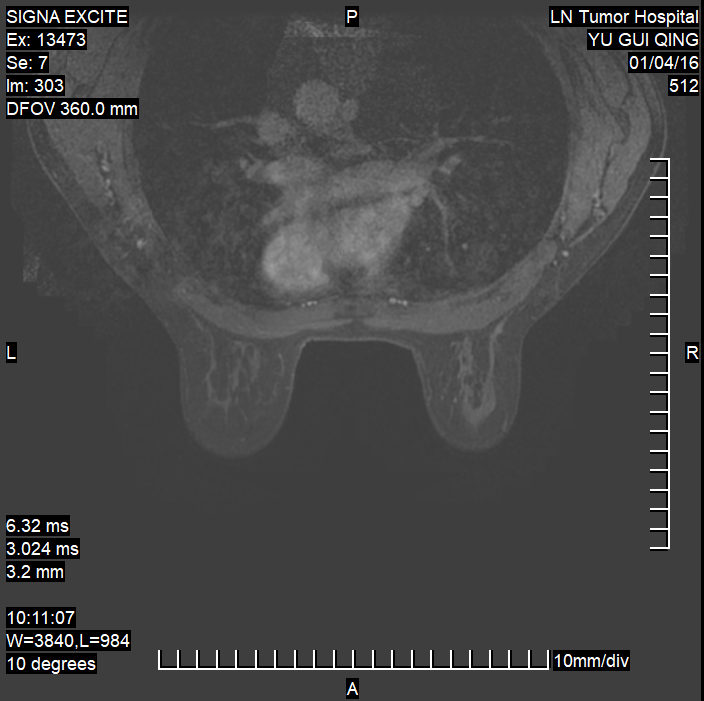 SIGNA EXCITE
Ex: 13473
Se: 7
Im: 303
DFOV 360.0 mm
P
LN Tumor Hospital
YU GUI QING
01/04/16
512
L
R
6.32 ms
3.024 ms
3.2 mm
10:11:07
W=3840,L=984
10 degrees
10mm/div
A